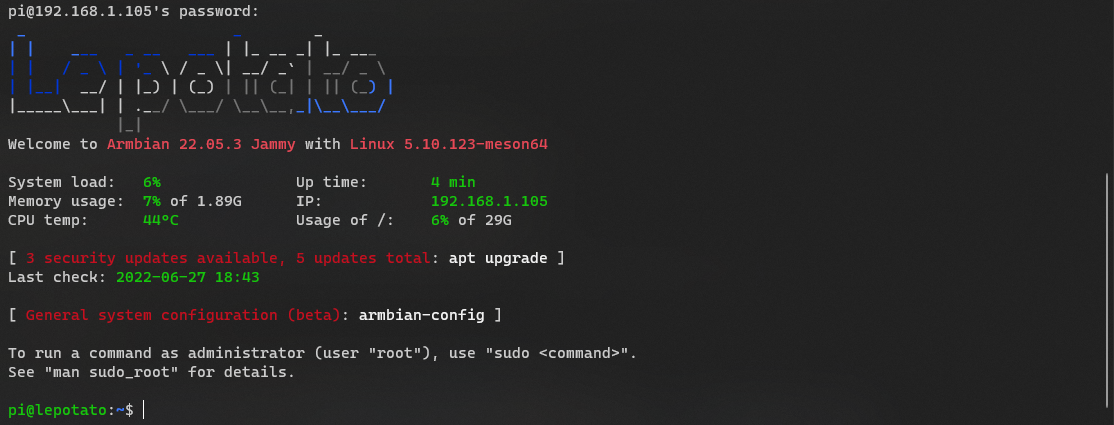 pi@192.168.1.105's password:
Lepotato
Welcome to Armbian 22.05.3 Jammy with Linux 5.10.123-meson64
System load: 6% Up time: 4 min
Memory usage: 7% of 1.89G IP: 192.168.1.105
CPU temp: 44°C Usage of /: 6% of 29G
[ 3 security updates available, 5 updates total: apt upgrade ]
Last check: 2022-06-27 18:43
[ General system configuration (beta): armbian-config ]
To run a command as administrator (user "root"), use "sudo <command>".
See "man sudo_root" for details.
pi@lepotato:~$